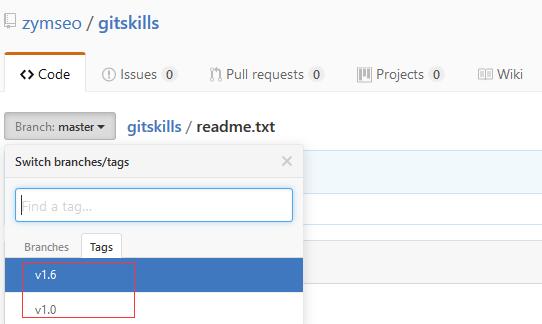 zymseo / gitskills
Code Issues 0 Pull requests 0 Projects 0 Wiki
Branch: master gitskills / readme.txt
Switch branches/tags
Find a tag...
Branches Tags
v1.6
v1.0